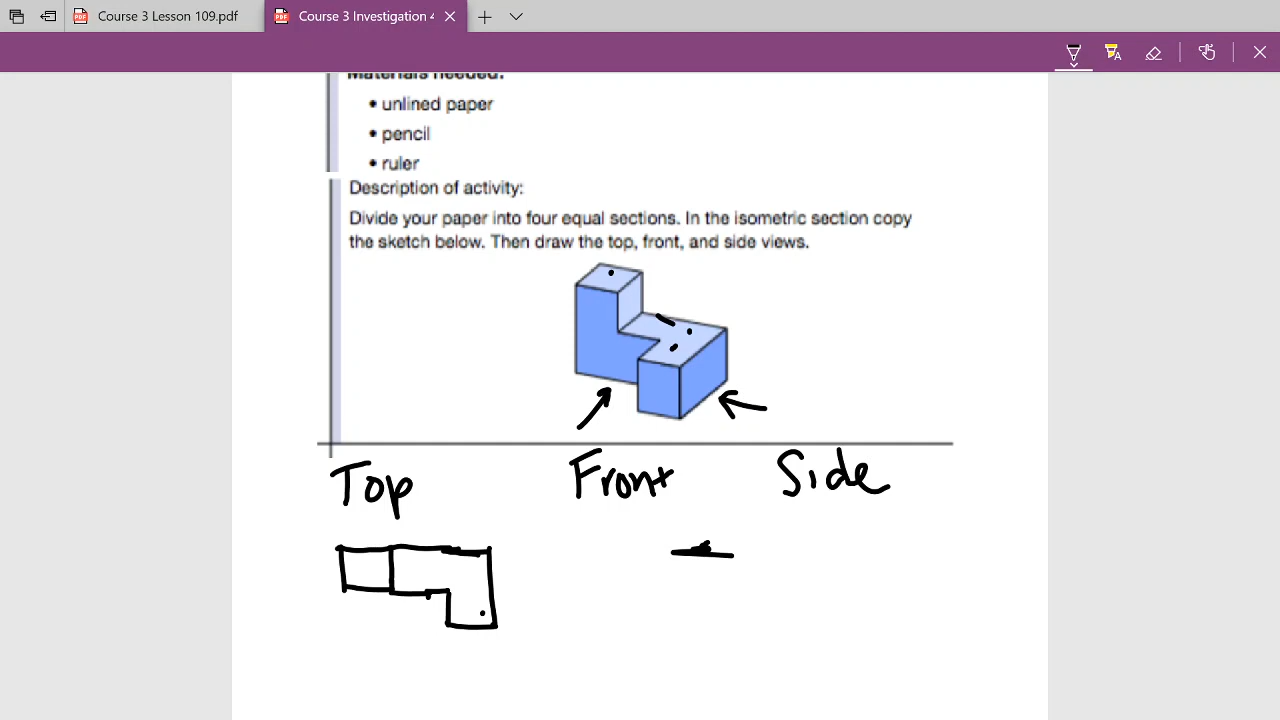 Course 3 Lesson 109.pdf
Course 3 Investigation 4
Materials needed:
• unlined paper
• pencil
• ruler
Description of activity:
Divide your paper into four equal sections. In the isometric section copy
the sketch below. Then draw the top, front, and side views.
Top Front Side